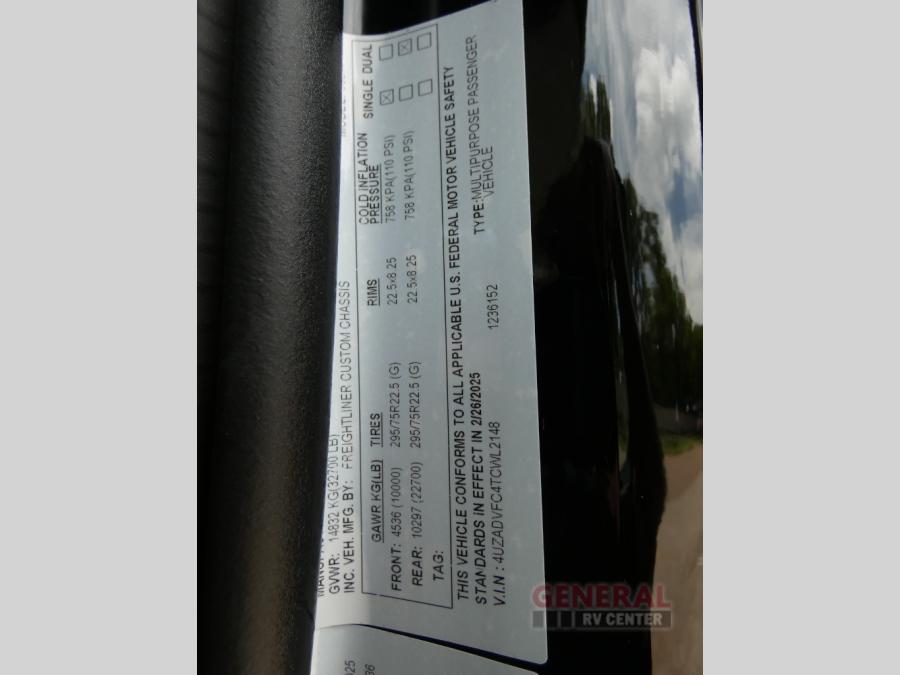 GVWR: 14832 KG(32700 LB)
INC. VEH. MFG. BY: FREIGHTLINER CUSTOM CHASSIS
GAWR KG(LB) TIRES RIMS COLD INFLATION PRESSURE SINGLE DUAL
FRONT: 4536 (10000) 295/75R22.5 (G) 22.5x8.25 758 KPA(110 PSI) ☒ ☐
REAR: 10297 (22700) 295/75R22.5 (G) 22.5x8.25 758 KPA(110 PSI) ☐ ☒
TAG: ☐ ☐
THIS VEHICLE CONFORMS TO ALL APPLICABLE U.S. FEDERAL MOTOR VEHICLE SAFETY
STANDARDS IN EFFECT IN 2/26/2025
V.I.N: 4UZADVFC4TCWL2148 1236152 TYPE: MULTIPURPOSE PASSENGER
VEHICLE
GENERAL
RV CENTER